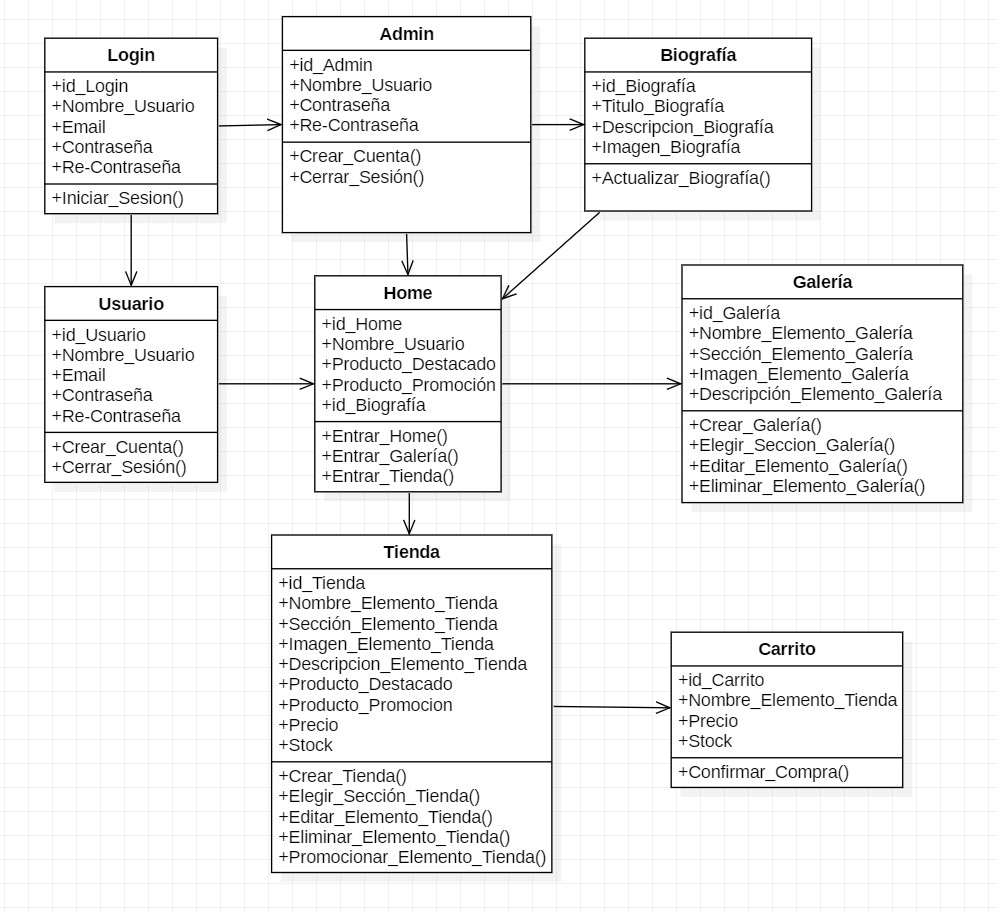 Login
+id_Login
+Nombre_Usuario
+Email
+Contraseña
+Re-Contraseña
+Iniciar_Sesion()
Admin
+id_Admin
+Nombre_Usuario
+Contraseña
+Re-Contraseña
+Crear_Cuenta()
+Cerrar_Sesión()
Biografía
+id_Biografía
+Titulo_Biografía
+Descripcion_Biografía
+Imagen_Biografía
+Actualizar_Biografía()
Usuario
+id_Usuario
+Nombre_Usuario
+Email
+Contraseña
+Re-Contraseña
+Crear_Cuenta()
+Cerrar_Sesión()
Home
+id_Home
+Nombre_Usuario
+Producto_Destacado
+Producto_Promoción
+id_Biografía
+Entrar_Home()
+Entrar_Galería()
+Entrar_Tienda()
Galería
+id_Galería
+Nombre_Elemento_Galería
+Sección_Elemento_Galería
+Imagen_Elemento_Galería
+Descripción_Elemento_Galería
+Crear_Galería()
+Elegir_Seccion_Galería()
+Editar_Elemento_Galería()
+Eliminar_Elemento_Galería()
Tienda
+id_Tienda
+Nombre_Elemento_Tienda
+Sección_Elemento_Tienda
+Imagen_Elemento_Tienda
+Descripcion_Elemento_Tienda
+Producto_Destacado
+Producto_Promocion
+Precio
+Stock
+Crear_Tienda()
+Elegir_Sección_Tienda()
+Editar_Elemento_Tienda()
+Eliminar_Elemento_Tienda()
+Promocionar_Elemento_Tienda()
Carrito
+id_Carrito
+Nombre_Elemento_Tienda
+Precio
+Stock
+Confirmar_Compra()